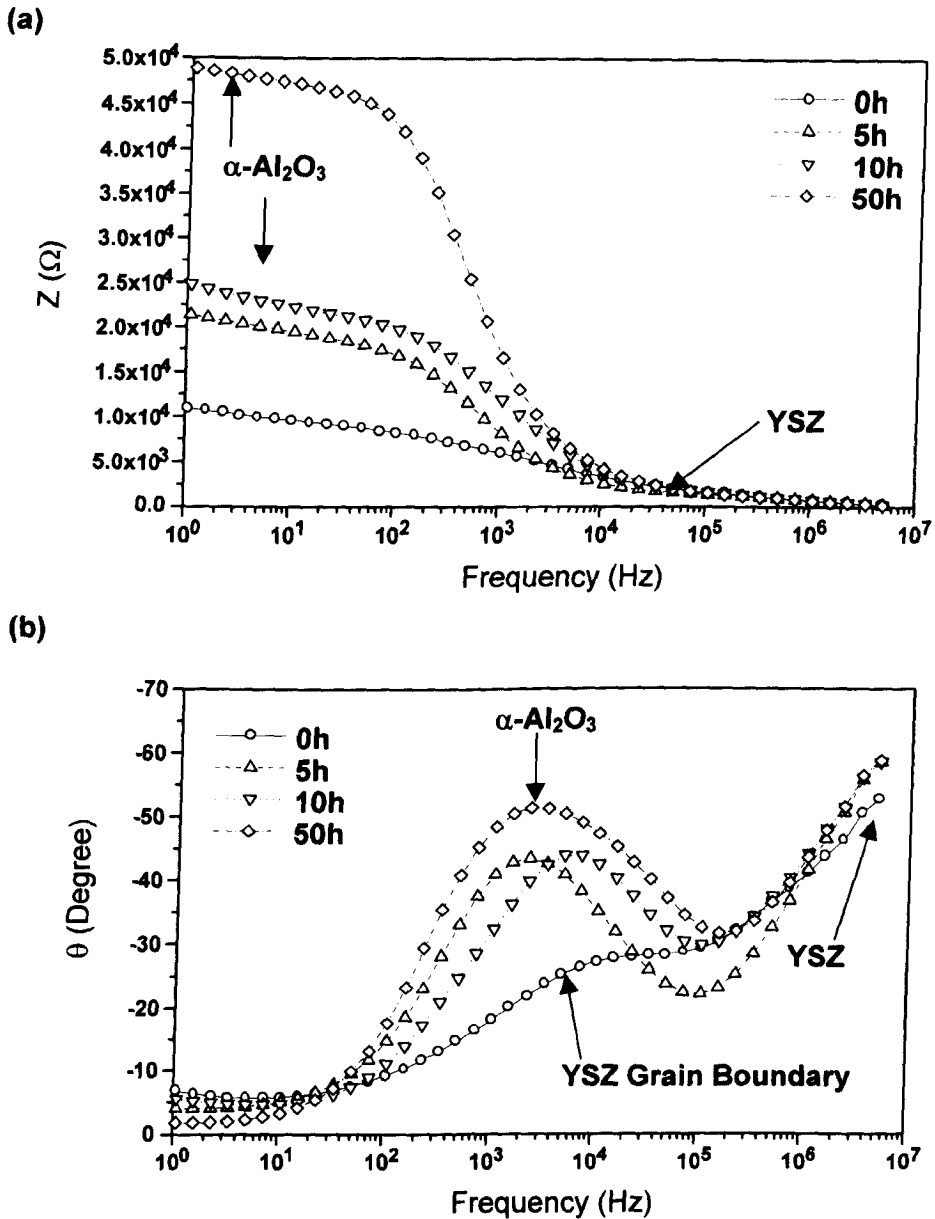 (a)
5.0x10⁴
4.5x10⁴
4.0x10⁴
3.5x10⁴
3.0x10⁴
2.5x10⁴
2.0x10⁴
1.5x10⁴
1.0x10⁴
5.0x10³
0.0
Z (Ω)
α-Al₂O₃
0h
5h
10h
50h
YSZ
10⁰
10¹
10²
10³
10⁴
10⁵
10⁶
10⁷
Frequency (Hz)
(b)
-70
-60
-50
-40
-30
-20
-10
0
θ (Degree)
0h
5h
10h
50h
α-Al₂O₃
YSZ
YSZ Grain Boundary
10⁰
10¹
10²
10³
10⁴
10⁵
10⁶
10⁷
Frequency (Hz)